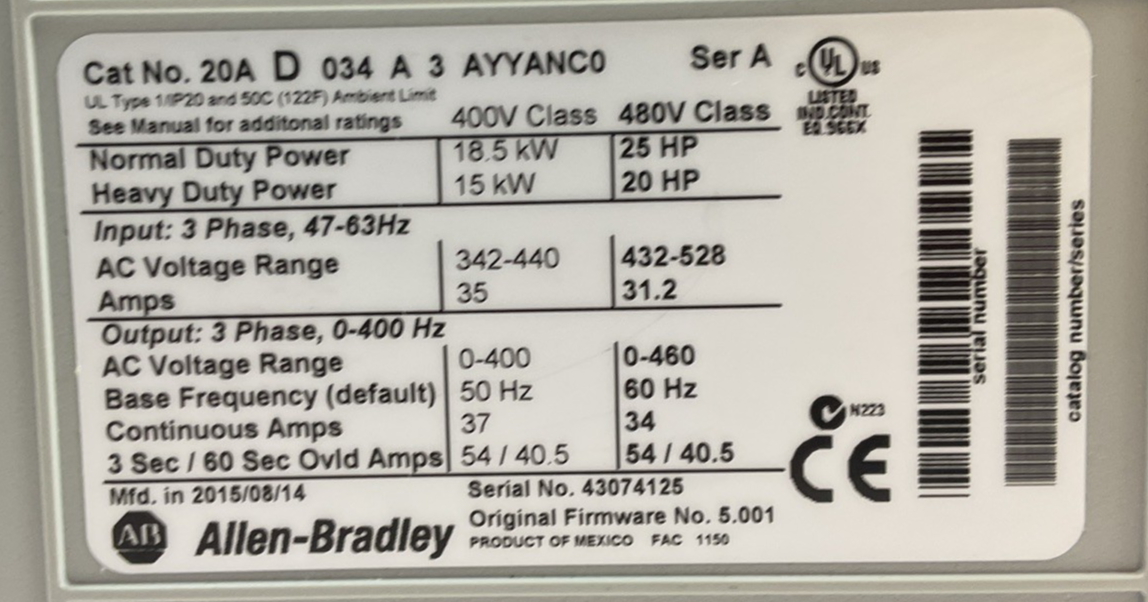 Cat No. 20A D 034 A 3 AYYANC0 Ser A
UL Type 1/IP20 and 50C (122F) Ambient Limit
See Manual for additonal ratings 400V Class 480V Class
Normal Duty Power 18.5 kW 25 HP
Heavy Duty Power 15 kW 20 HP
Input: 3 Phase, 47-63Hz
AC Voltage Range 342-440 432-528
Amps 35 31.2
Output: 3 Phase, 0-400 Hz
AC Voltage Range 0-400 0-460
Base Frequency (default) 50 Hz 60 Hz
Continuous Amps 37 34
3 Sec / 60 Sec Ovld Amps 54 / 40.5 54 / 40.5
Mfd. in 2015/08/14 Serial No. 43074125
Original Firmware No. 5.001
AB Allen-Bradley PRODUCT OF MEXICO FAC 1150
C UL US
LISTED
IND.CONT.
EQ.966X
N223
CE
serial number
catalog number/series